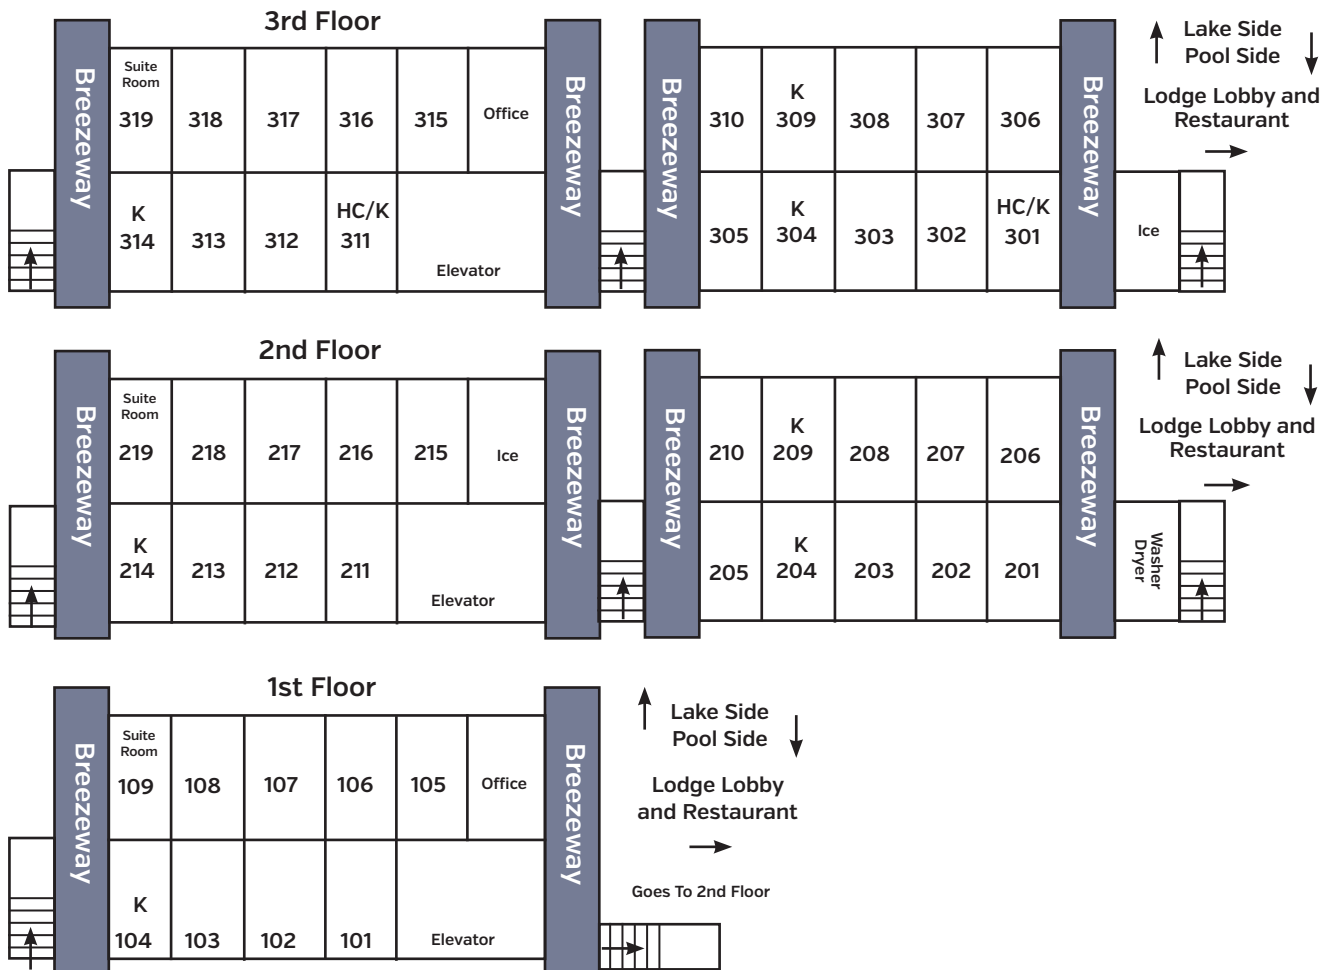 3rd Floor
Breezeway
Suite
Room
319
318
317
316
315
Office
K
314
313
312
HC/K
311
Elevator
Breezeway
Breezeway
310
K
309
308
307
306
305
K
304
303
302
HC/K
301
Breezeway
Ice
Lake Side
Pool Side
Lodge Lobby and
Restaurant
2nd Floor
Breezeway
Suite
Room
219
218
217
216
215
Ice
K
214
213
212
211
Elevator
Breezeway
Breezeway
210
K
209
208
207
206
205
K
204
203
202
201
Breezeway
Washer
Dryer
Lake Side
Pool Side
Lodge Lobby and
Restaurant
1st Floor
Breezeway
Suite
Room
109
108
107
106
105
Office
K
104
103
102
101
Elevator
Breezeway
Lake Side
Pool Side
Lodge Lobby
and Restaurant
Goes To 2nd Floor